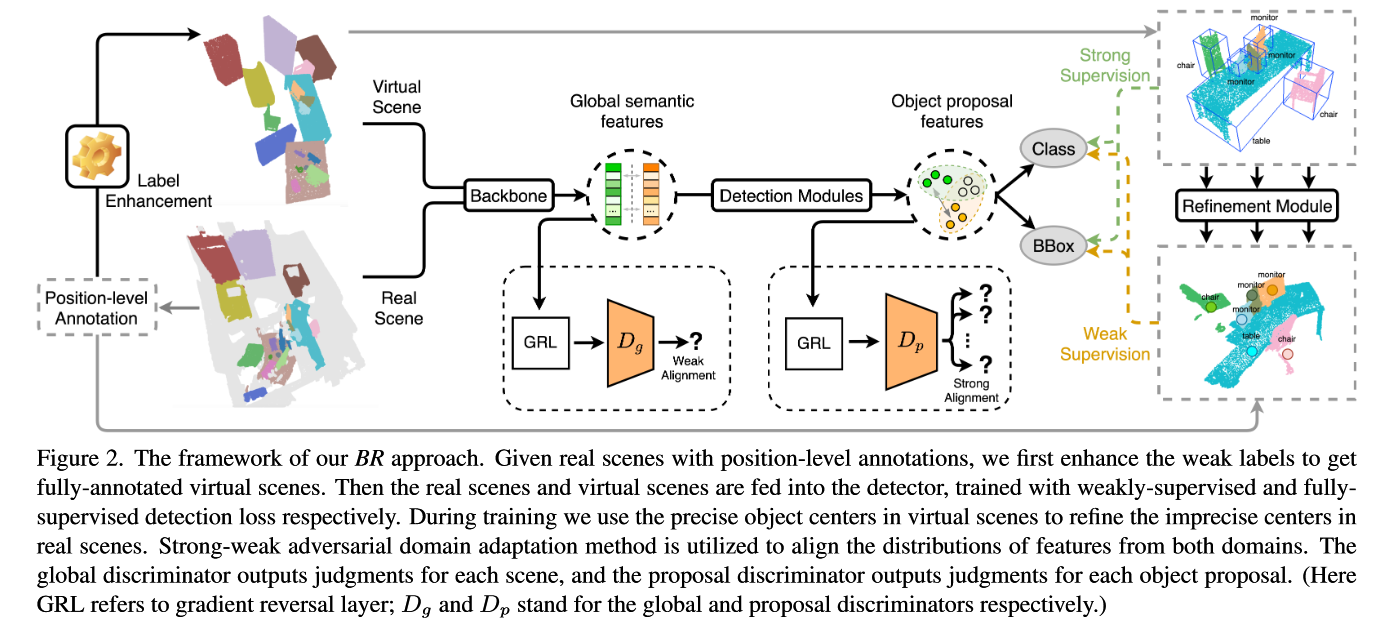 Label
Enhancement
Position-level
Annotation
Virtual
Scene
Real
Scene
Backbone
Global semantic
features
...
...
GRL
D_g
?
Weak
Alignment
Detection Modules
Object proposal
features
GRL
D_p
?
?
⋮
?
Strong
Alignment
Class
BBox
Strong
Supervision
Weak
Supervision
monitor
chair
monitor
monitor
chair
table
Refinement Module
monitor
monitor
chair
monitor
table
chair
Figure 2. The framework of our BR approach. Given real scenes with position-level annotations, we first enhance the weak labels to get
fully-annotated virtual scenes. Then the real scenes and virtual scenes are fed into the detector, trained with weakly-supervised and fully-
supervised detection loss respectively. During training we use the precise object centers in virtual scenes to refine the imprecise centers in
real scenes. Strong-weak adversarial domain adaptation method is utilized to align the distributions of features from both domains. The
global discriminator outputs judgments for each scene, and the proposal discriminator outputs judgments for each object proposal. (Here
GRL refers to gradient reversal layer; D_g and D_p stand for the global and proposal discriminators respectively.)